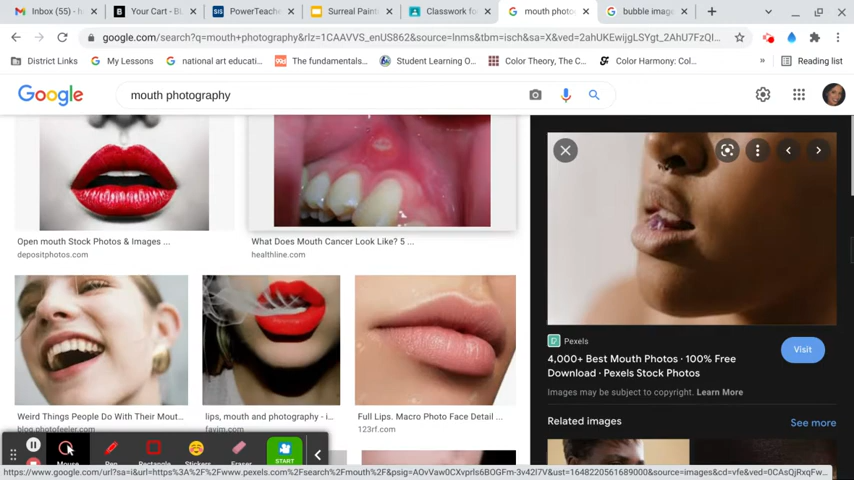 Inbox (55) -
Your Cart - Bl
SIS PowerTeach
Surreal Paint
Classwork fo
mouth photo
bubble imag
google.com/search?q=mouth+photography&rlz=1CAAVVS_enUS862&source=lnms&tbm=isch&sa=X&ved=2ahUKEwijgLSYgt_2AhU7FzQI...
District Links
My Lessons
national art educati...
99d The fundamentals...
Student Learning O...
Color Theory, The C...
Color Harmony: Col...
» Reading list
Google mouth photography
Open mouth Stock Photos & Images ...
depositphotos.com
What Does Mouth Cancer Look Like? 5 ...
healthline.com
Pexels
4,000+ Best Mouth Photos · 100% Free
Download · Pexels Stock Photos
Visit
Images may be subject to copyright. Learn More
Weird Things People Do With Their Mout...
blog.photofeeler.com
lips, mouth and photography - i...
favim.com
Full Lips. Macro Photo Face Detail ...
123rf.com
Related images See more
Mouse
Pen
Rectangle
Stickers
Eraser
START